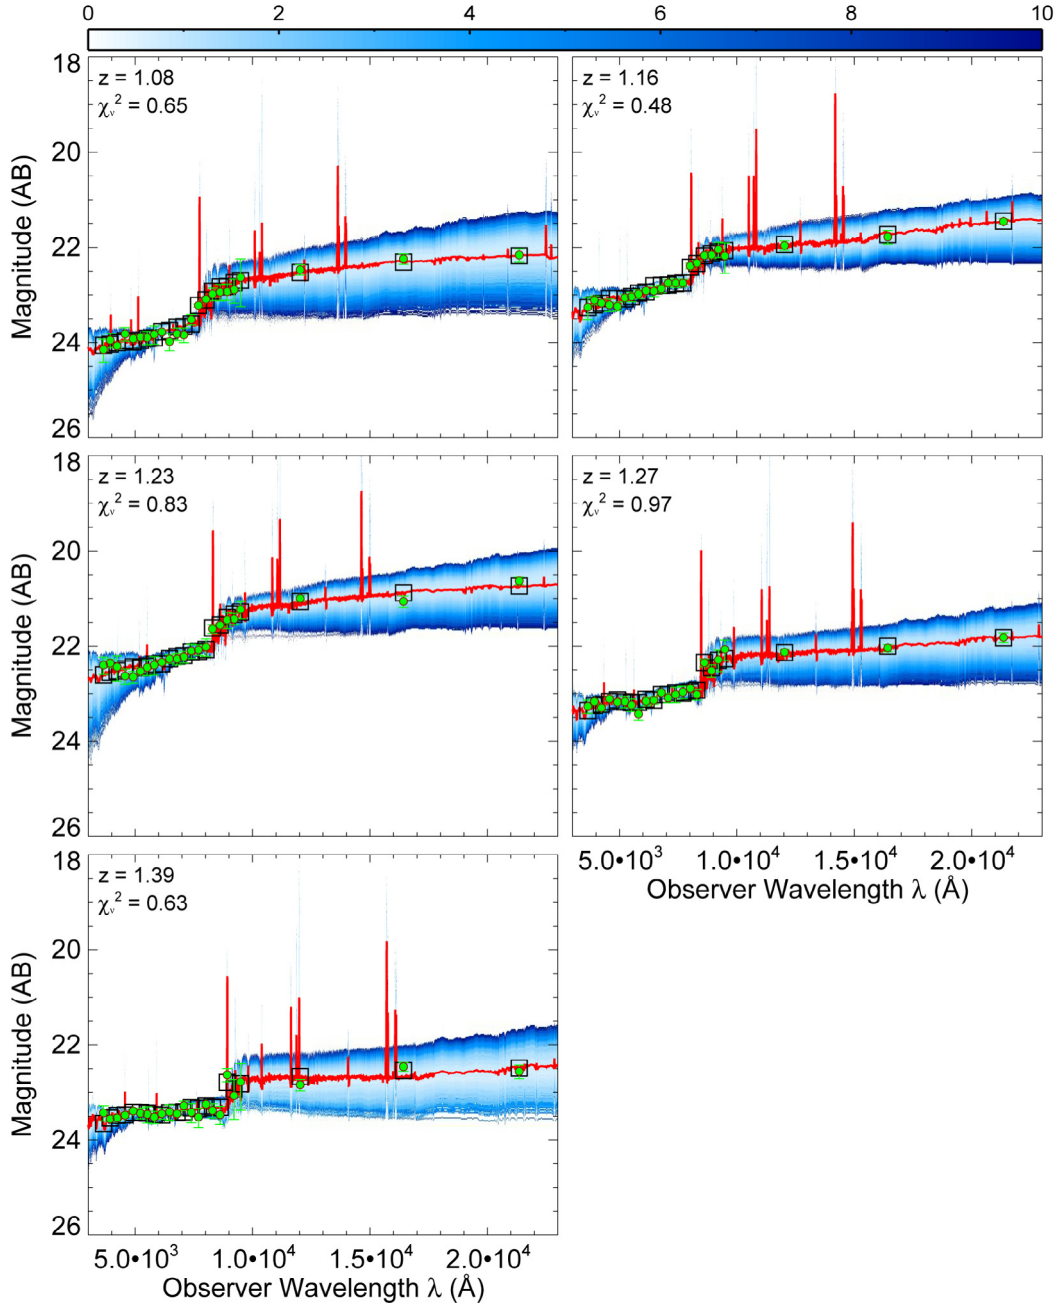 0 2 4 6 8 10
z = 1.08
χν² = 0.65
z = 1.16
χν² = 0.48
18
20
22
24
26
Magnitude (AB)
z = 1.23
χν² = 0.83
z = 1.27
χν² = 0.97
18
20
22
24
26
Magnitude (AB)
5.0•10³ 1.0•10⁴ 1.5•10⁴ 2.0•10⁴
Observer Wavelength λ (Å)
z = 1.39
χν² = 0.63
18
20
22
24
26
Magnitude (AB)
5.0•10³ 1.0•10⁴ 1.5•10⁴ 2.0•10⁴
Observer Wavelength λ (Å)